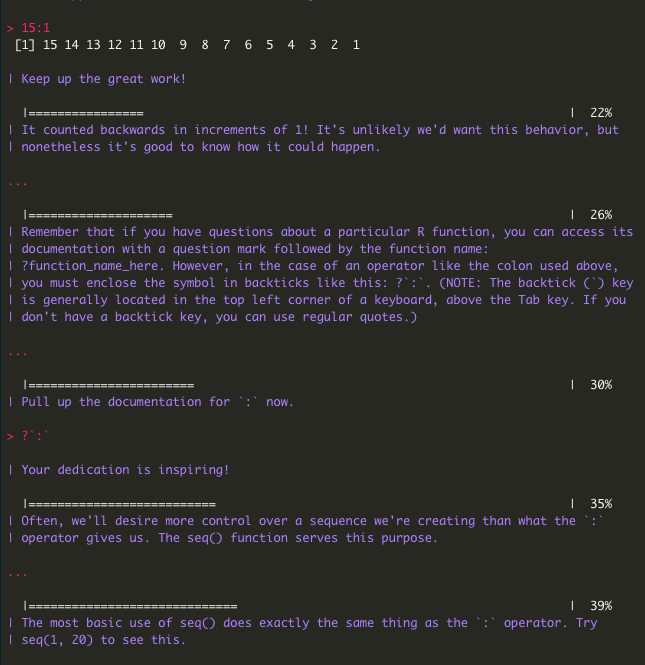 > 15:1
[1] 15 14 13 12 11 10  9  8  7  6  5  4  3  2  1
| Keep up the great work!
|================                                                           |  22%
| It counted backwards in increments of 1! It's unlikely we'd want this behavior, but
| nonetheless it's good to know how it could happen.
...
|====================                                                       |  26%
| Remember that if you have questions about a particular R function, you can access its
| documentation with a question mark followed by the function name:
| ?function_name_here. However, in the case of an operator like the colon used above,
| you must enclose the symbol in backticks like this: ?`:`. (NOTE: The backtick (`) key
| is generally located in the top left corner of a keyboard, above the Tab key. If you
| don't have a backtick key, you can use regular quotes.)
...
|=======================                                                    |  30%
| Pull up the documentation for `:` now.
> ?`:`
| Your dedication is inspiring!
|==========================                                                 |  35%
| Often, we'll desire more control over a sequence we're creating than what the `:`
| operator gives us. The seq() function serves this purpose.
...
|=============================                                              |  39%
| The most basic use of seq() does exactly the same thing as the `:` operator. Try
| seq(1, 20) to see this.